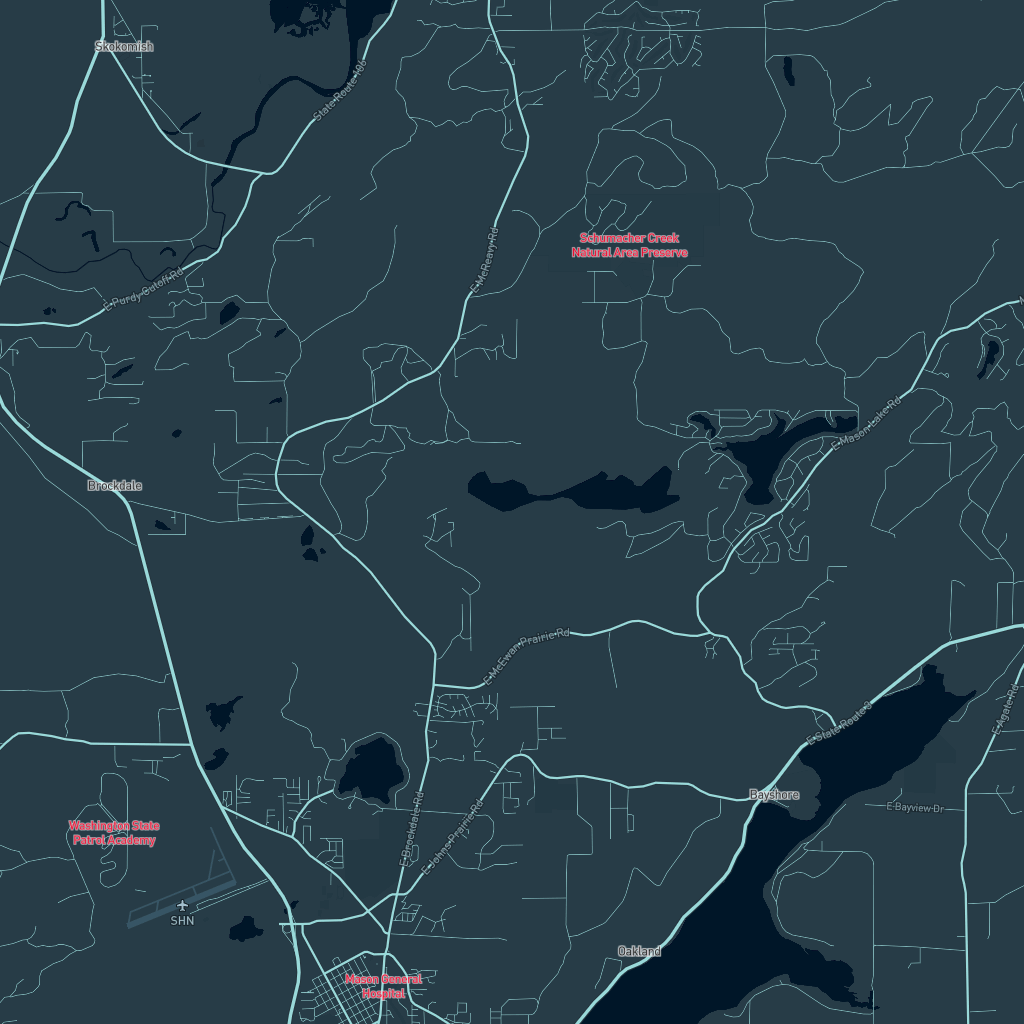 Skokomish
State Route 106
Schumacher Creek
Natural Area Preserve
E McReavy Rd
E Purdy Cutoff Rd
E Mason Lake Rd
Brockdale
E McEwan Prairie Rd
E State Route 3
E Agate Rd
Bayshore
E Bayview Dr
Washington State
Patrol Academy
E Brockdale Rd
E Johns Prairie Rd
SHN
Oakland
Mason General
Hospital